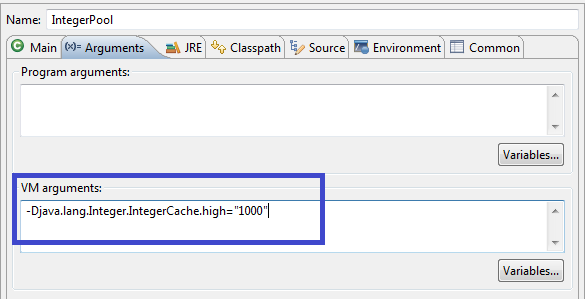 Name: IntegerPool
Main (x)= Arguments JRE Classpath Source Environment Common
Program arguments:
Variables...
VM arguments:
-Djava.lang.Integer.IntegerCache.high="1000"
Variables...